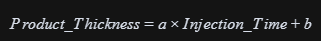 Product_Thickness = a × Injection_Time + b